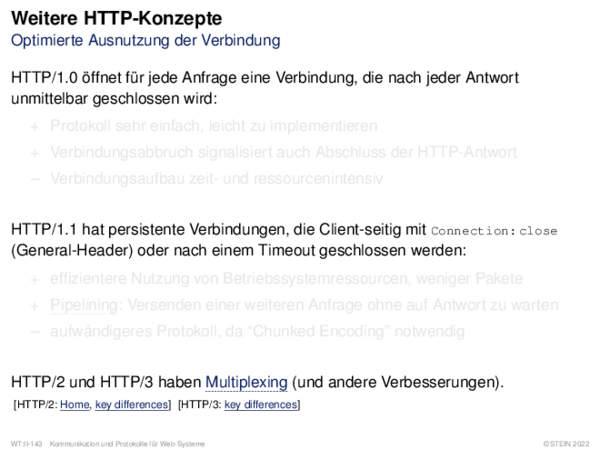 Weitere HTTP-Konzepte
Optimierte Ausnutzung der Verbindung
HTTP/1.0 öffnet für jede Anfrage eine Verbindung, die nach jeder Antwort
unmittelbar geschlossen wird:
+ Protokoll sehr einfach, leicht zu implementieren
+ Verbindungsabbruch signalisiert auch Abschluss der HTTP-Antwort
– Verbindungsaufbau zeit- und ressourcenintensiv
HTTP/1.1 hat persistente Verbindungen, die Client-seitig mit Connection:close
(General-Header) oder nach einem Timeout geschlossen werden:
+ effizientere Nutzung von Betriebssystemressourcen, weniger Pakete
+ Pipelining: Versenden einer weiteren Anfrage ohne auf Antwort zu warten
– aufwändigeres Protokoll, da “Chunked Encoding” notwendig
HTTP/2 und HTTP/3 haben Multiplexing (und andere Verbesserungen).
[HTTP/2: Home, key differences] [HTTP/3: key differences]
WT:II-143 Kommunikation und Protokolle für Web-Systeme ©STEIN 2022